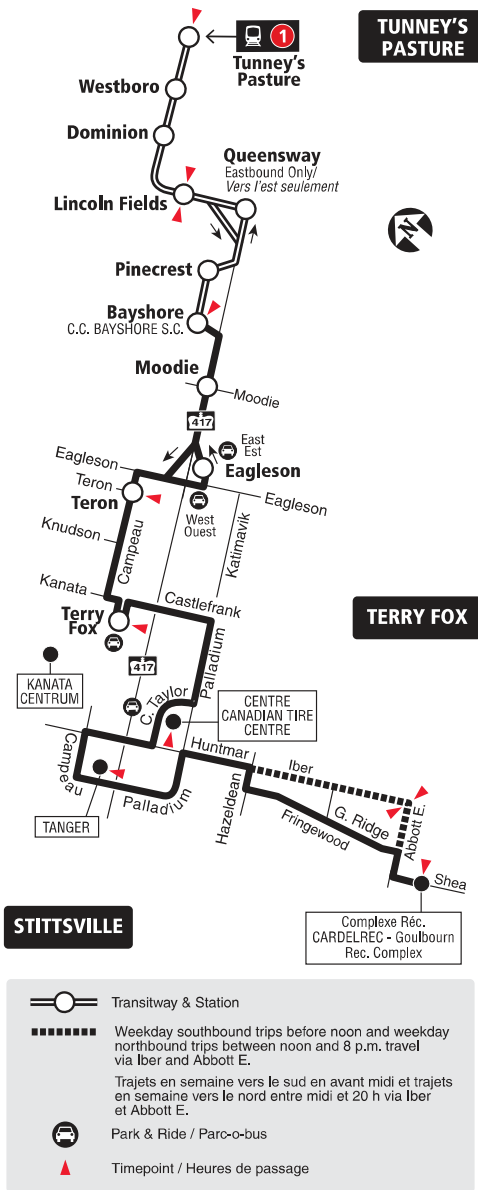 TUNNEY'S
PASTURE
1
Tunney's
Pasture
Westboro
Dominion
Queensway
Eastbound Only/
Vers l'est seulement
Lincoln Fields
N
Pinecrest
Bayshore
C.C. BAYSHORE S.C.
Moodie
Moodie
417
East
Est
Eagleson
Eagleson
Teron
Teron
Eagleson
West
Ouest
Knudson
Campeau
Katimavik
Kanata
Castlefrank
Terry
Fox
TERRY FOX
417
Palladium
KANATA
CENTRUM
C. Taylor
CENTRE
CANADIAN TIRE
CENTRE
Campeau
Huntmar
Iber
Palladium
Hazeldean
G. Ridge
Fringewood
Abbott E.
TANGER
Shea
STITTSVILLE
Complexe Réc.
CARDELREC - Goulbourn
Rec. Complex
Transitway & Station
Weekday southbound trips before noon and weekday
northbound trips between noon and 8 p.m. travel
via Iber and Abbott E.
Trajets en semaine vers le sud en avant midi et trajets
en semaine vers le nord entre midi et 20 h via Iber
et Abbott E.
Park & Ride / Parc-o-bus
Timepoint / Heures de passage